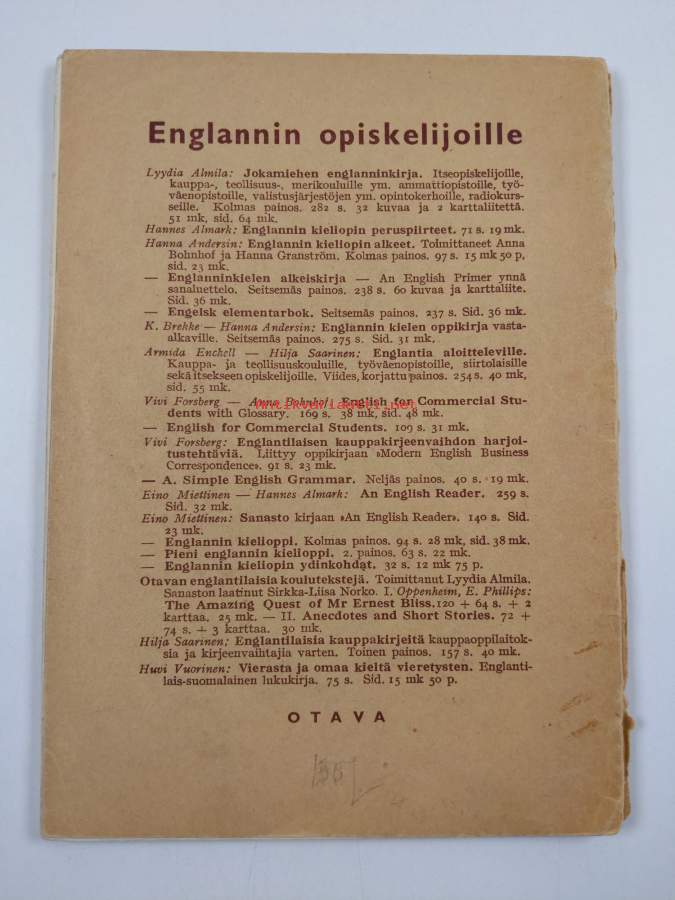 Englannin opiskelijoille
Lyydia Almila: Jokamiehen englanninkirja. Itseopiskelijoille,
kauppa-, teollisuus-, merikouluille ym. ammattiopistoille, työ-
väenopistoille, valistusjärjestöjen ym. opintokerhoille, radiokurs-
seille. Kolmas painos. 282 s. 32 kuvaa ja 2 karttaliitettä.
51 mk, sid. 64 mk.
Hannes Almark: Englannin kieliopin peruspiirteet. 71 s. 19 mk.
Hanna Andersin: Englannin kieliopin alkeet. Toimittaneet Anna
Bohnhof ja Hanna Granström. Kolmas painos. 97 s. 15 mk 50 p,
sid. 23 mk.
— Englanninkielen alkeiskirja — An English Primer ynnä
sanaluettelo. Seitsemäs painos. 238 s. 60 kuvaa ja karttaliite.
Sid. 36 mk.
— Engelsk elementarbok. Seitsemäs painos. 237 s. Sid. 36 mk.
K. Brekke — Hanna Andersin: Englannin kielen oppikirja vasta-
alkaville. Seitsemäs painos. 275 s. Sid. 31 mk.
Armida Enchell — Hilja Saarinen: Englantia aloitteleville.
Kauppa- ja teollisuuskouluille, työväenopistoille, siirtolaisille
sekä itsekseen opiskelijoille. Viides, korjattu painos. 254 s. 40 mk,
sid. 55 mk.
Vivi Forsberg — Anna Bohnhof: English for Commercial Stu-
dents with Glossary. 169 s. 38 mk, sid. 48 mk.
— English for Commercial Students. 109 s. 31 mk.
Vivi Forsberg: Englantilaisen kauppakirjeenvaihdon harjoi-
tustehtäviä. Liittyy oppikirjaan »Modern English Business
Correspondence». 91 s. 23 mk.
— A. Simple English Grammar. Neljäs painos. 40 s. 19 mk.
Eino Miettinen — Hannes Almark: An English Reader. 259 s.
Sid. 32 mk.
Eino Miettinen: Sanasto kirjaan »An English Reader». 140 s. Sid.
23 mk.
— Englannin kielioppi. Kolmas painos. 94 s. 28 mk, sid. 38 mk.
— Pieni englannin kielioppi. 2. painos. 63 s. 22 mk.
— Englannin kieliopin ydinkohdat. 32 s. 12 mk 75 p.
Otavan englantilaisia koulutekstejä. Toimittanut Lyydia Almila.
Sanaston laatinut Sirkka-Liisa Norko. I. Oppenheim, E. Phillips:
The Amazing Quest of Mr Ernest Bliss. 120 + 64 s. + 2
karttaa. 25 mk. — II. Anecdotes and Short Stories. 72 +
74 s. + 3 karttaa. 30 mk.
Hilja Saarinen: Englantilaisia kauppakirjeitä kauppaoppilaitok-
sia ja kirjeenvaihtajia varten. Toinen painos. 157 s. 40 mk.
Huvi Vuorinen: Vierasta ja omaa kieltä vieretysten. Englanti-
lais-suomalainen lukukirja. 75 s. Sid. 15 mk 50 p.
OTAVA